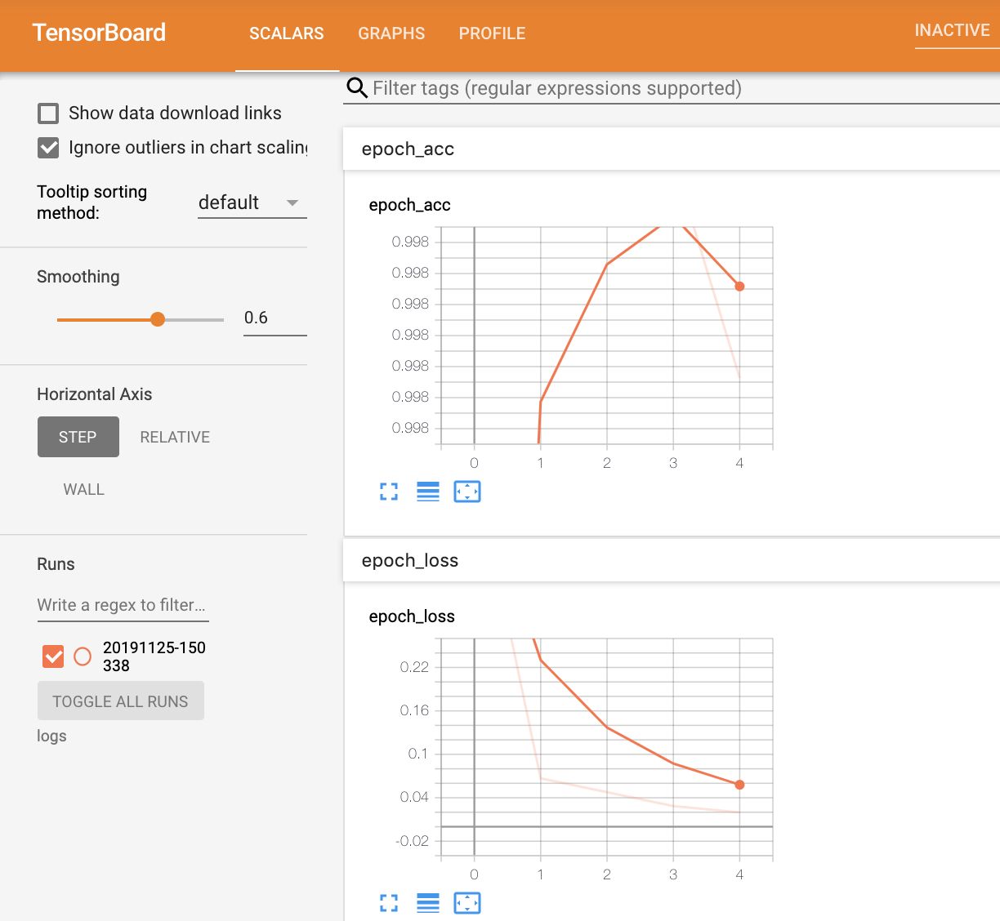 TensorBoard
SCALARS
GRAPHS
PROFILE
INACTIVE
Show data download links
Ignore outliers in chart scaling
Tooltip sorting
method:
default
Smoothing
0.6
Horizontal Axis
STEP
RELATIVE
WALL
Runs
Write a regex to filter...
20191125-150
338
TOGGLE ALL RUNS
logs
Filter tags (regular expressions supported)
epoch_acc
epoch_acc
0.998
0.998
0.998
0.998
0.998
0.998
0.998
0 1 2 3 4
epoch_loss
epoch_loss
0.22
0.16
0.1
0.04
-0.02
0 1 2 3 4